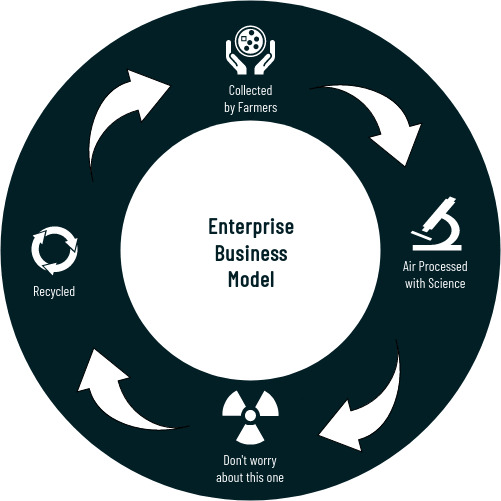 Collected
by Farmers
Enterprise
Business
Model
Air Processed
with Science
Recycled
Don't worry
about this one